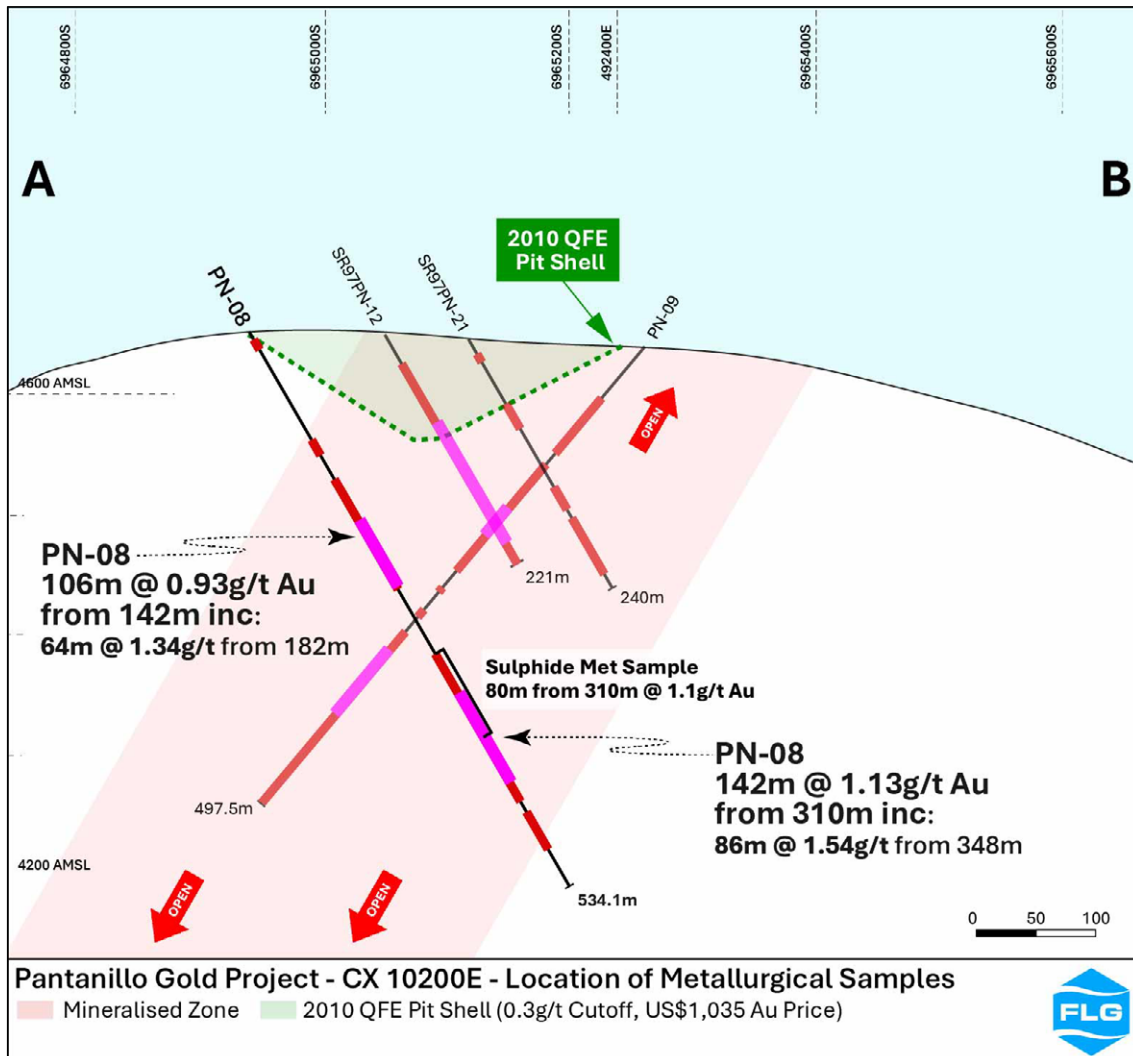 6964800S
6965000S
6965200S
492400E
6965400S
6965600S
A
B
2010 QFE
Pit Shell
PN-08
SR97PN-12
SR97PN-21
PN-09
4600 AMSL
OPEN
PN-08
106m @ 0.93g/t Au
from 142m inc:
64m @ 1.34g/t from 182m
221m
240m
Sulphide Met Sample
80m from 310m @ 1.1g/t Au
PN-08
142m @ 1.13g/t Au
from 310m inc:
86m @ 1.54g/t from 348m
497.5m
4200 AMSL
OPEN
OPEN
534.1m
0 50 100
Pantanillo Gold Project - CX 10200E - Location of Metallurgical Samples
Mineralised Zone 2010 QFE Pit Shell (0.3g/t Cutoff, US$1,035 Au Price)
FLG